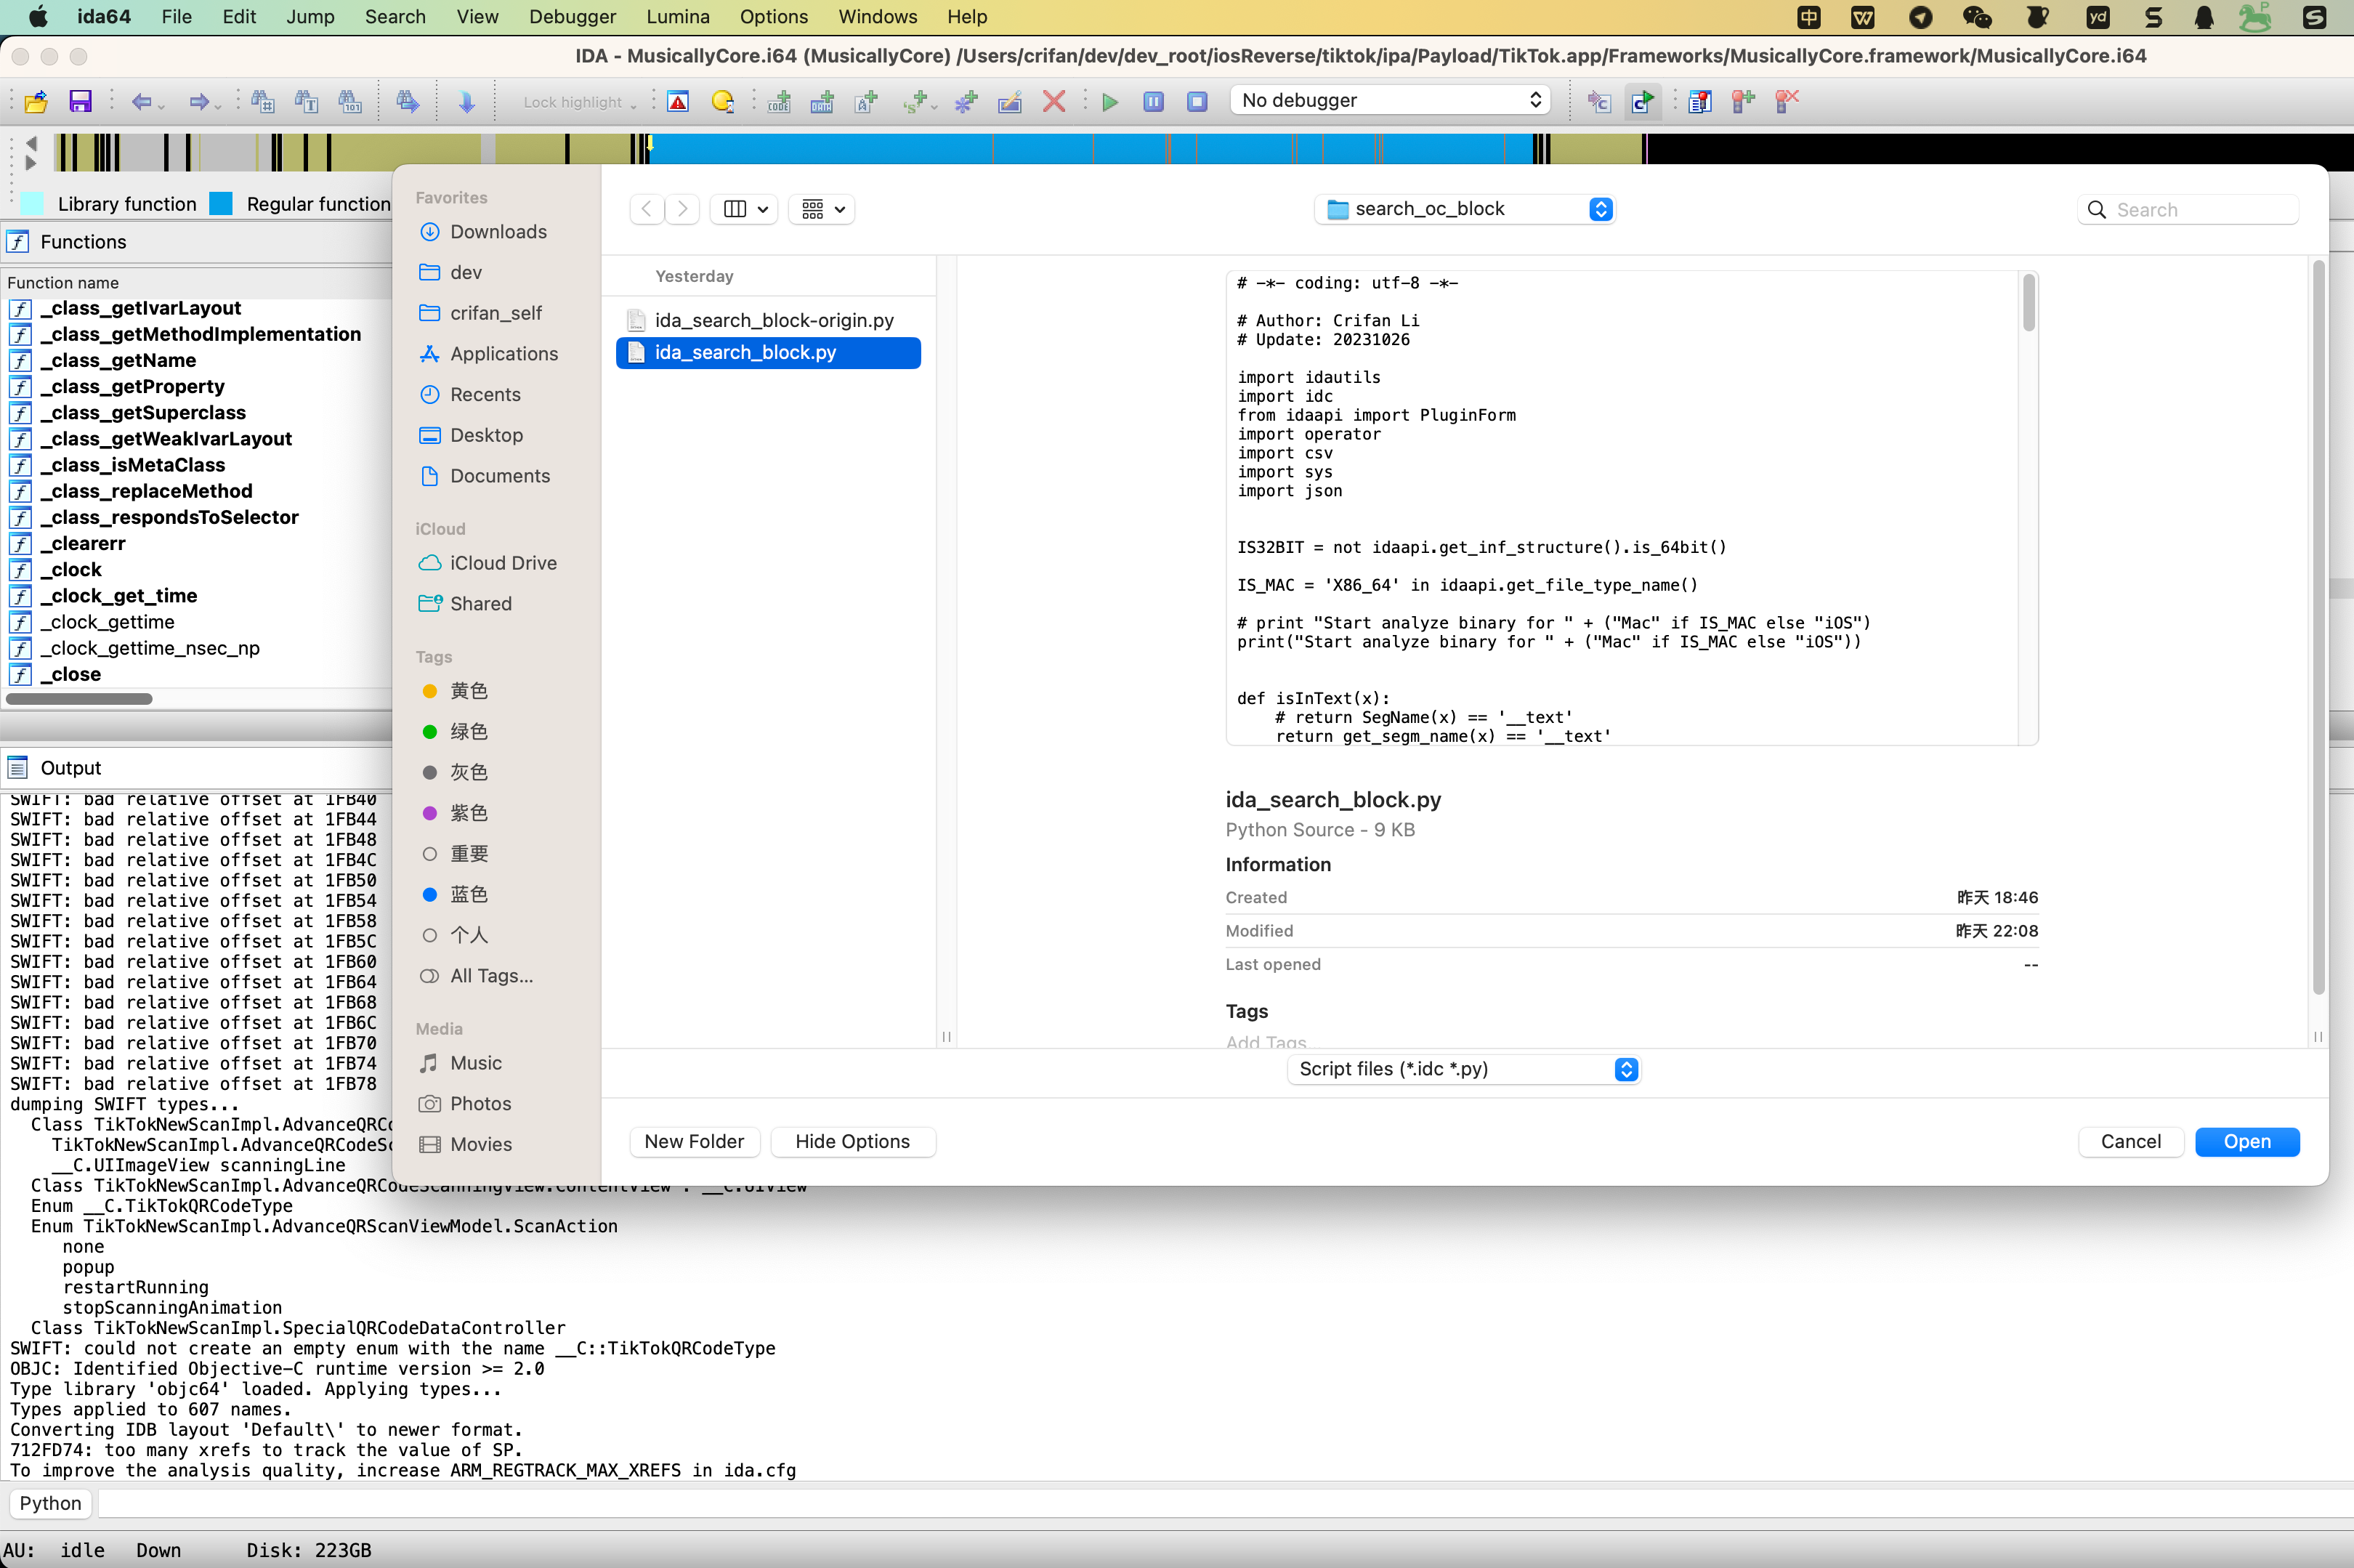 ida64 File Edit Jump Search View Debugger Lumina Options Windows Help
IDA - MusicallyCore.i64 (MusicallyCore) /Users/crifan/dev/dev_root/iosReverse/tiktok/ipa/Payload/TikTok.app/Frameworks/MusicallyCore.framework/MusicallyCore.i64
Lock highlight
No debugger
Library function Regular function
Functions
Function name
_class_getIvarLayout
_class_getMethodImplementation
_class_getName
_class_getProperty
_class_getSuperclass
_class_getWeakIvarLayout
_class_isMetaClass
_class_replaceMethod
_class_respondsToSelector
_clearerr
_clock
_clock_get_time
_clock_gettime
_clock_gettime_nsec_np
_close
Output
SWIFT: bad relative offset at 1FB40
SWIFT: bad relative offset at 1FB44
SWIFT: bad relative offset at 1FB48
SWIFT: bad relative offset at 1FB4C
SWIFT: bad relative offset at 1FB50
SWIFT: bad relative offset at 1FB54
SWIFT: bad relative offset at 1FB58
SWIFT: bad relative offset at 1FB5C
SWIFT: bad relative offset at 1FB60
SWIFT: bad relative offset at 1FB64
SWIFT: bad relative offset at 1FB68
SWIFT: bad relative offset at 1FB6C
SWIFT: bad relative offset at 1FB70
SWIFT: bad relative offset at 1FB74
SWIFT: bad relative offset at 1FB78
dumping SWIFT types...
Class TikTokNewScanImpl.AdvanceQRCo
TikTokNewScanImpl.AdvanceQRCodeSc
__C.UIImageView scanningLine
Class TikTokNewScanImpl.AdvanceQRCodeScanningView.ContentView : __C.UIView
Enum __C.TikTokQRCodeType
Enum TikTokNewScanImpl.AdvanceQRScanViewModel.ScanAction
none
popup
restartRunning
stopScanningAnimation
Class TikTokNewScanImpl.SpecialQRCodeDataController
SWIFT: could not create an empty enum with the name __C::TikTokQRCodeType
OBJC: Identified Objective-C runtime version >= 2.0
Type library 'objc64' loaded. Applying types...
Types applied to 607 names.
Converting IDB layout 'Default\' to newer format.
712FD74: too many xrefs to track the value of SP.
To improve the analysis quality, increase ARM_REGTRACK_MAX_XREFS in ida.cfg
Python
AU: idle Down Disk: 223GB
Favorites
Downloads
dev
crifan_self
Applications
Recents
Desktop
Documents
iCloud
iCloud Drive
Shared
Tags
黄色
绿色
灰色
紫色
重要
蓝色
个人
All Tags...
Media
Music
Photos
Movies
search_oc_block
Search
Yesterday
ida_search_block-origin.py
ida_search_block.py
# -*- coding: utf-8 -*-
# Author: Crifan Li
# Update: 20231026
import idautils
import idc
from idaapi import PluginForm
import operator
import csv
import sys
import json
IS32BIT = not idaapi.get_inf_structure().is_64bit()
IS_MAC = 'X86_64' in idaapi.get_file_type_name()
# print "Start analyze binary for " + ("Mac" if IS_MAC else "iOS")
print("Start analyze binary for " + ("Mac" if IS_MAC else "iOS"))
def isInText(x):
# return SegName(x) == '__text'
return get_segm_name(x) == '__text'
ida_search_block.py
Python Source - 9 KB
Information
Created 昨天 18:46
Modified 昨天 22:08
Last opened --
Tags
Add Tags...
Script files (*.idc *.py)
New Folder Hide Options Cancel Open